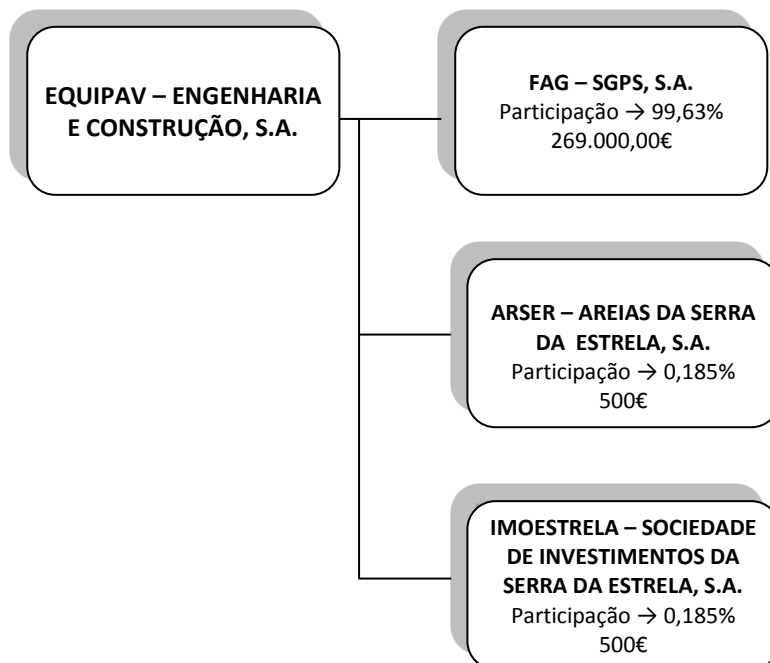 EQUIPAV – ENGENHARIA
E CONSTRUÇÃO, S.A.
FAG – SGPS, S.A.
Participação → 99,63%
269.000,00€
ARSER – AREIAS DA SERRA
DA ESTRELA, S.A.
Participação → 0,185%
500€
IMOESTRELA – SOCIEDADE
DE INVESTIMENTOS DA
SERRA DA ESTRELA, S.A.
Participação → 0,185%
500€